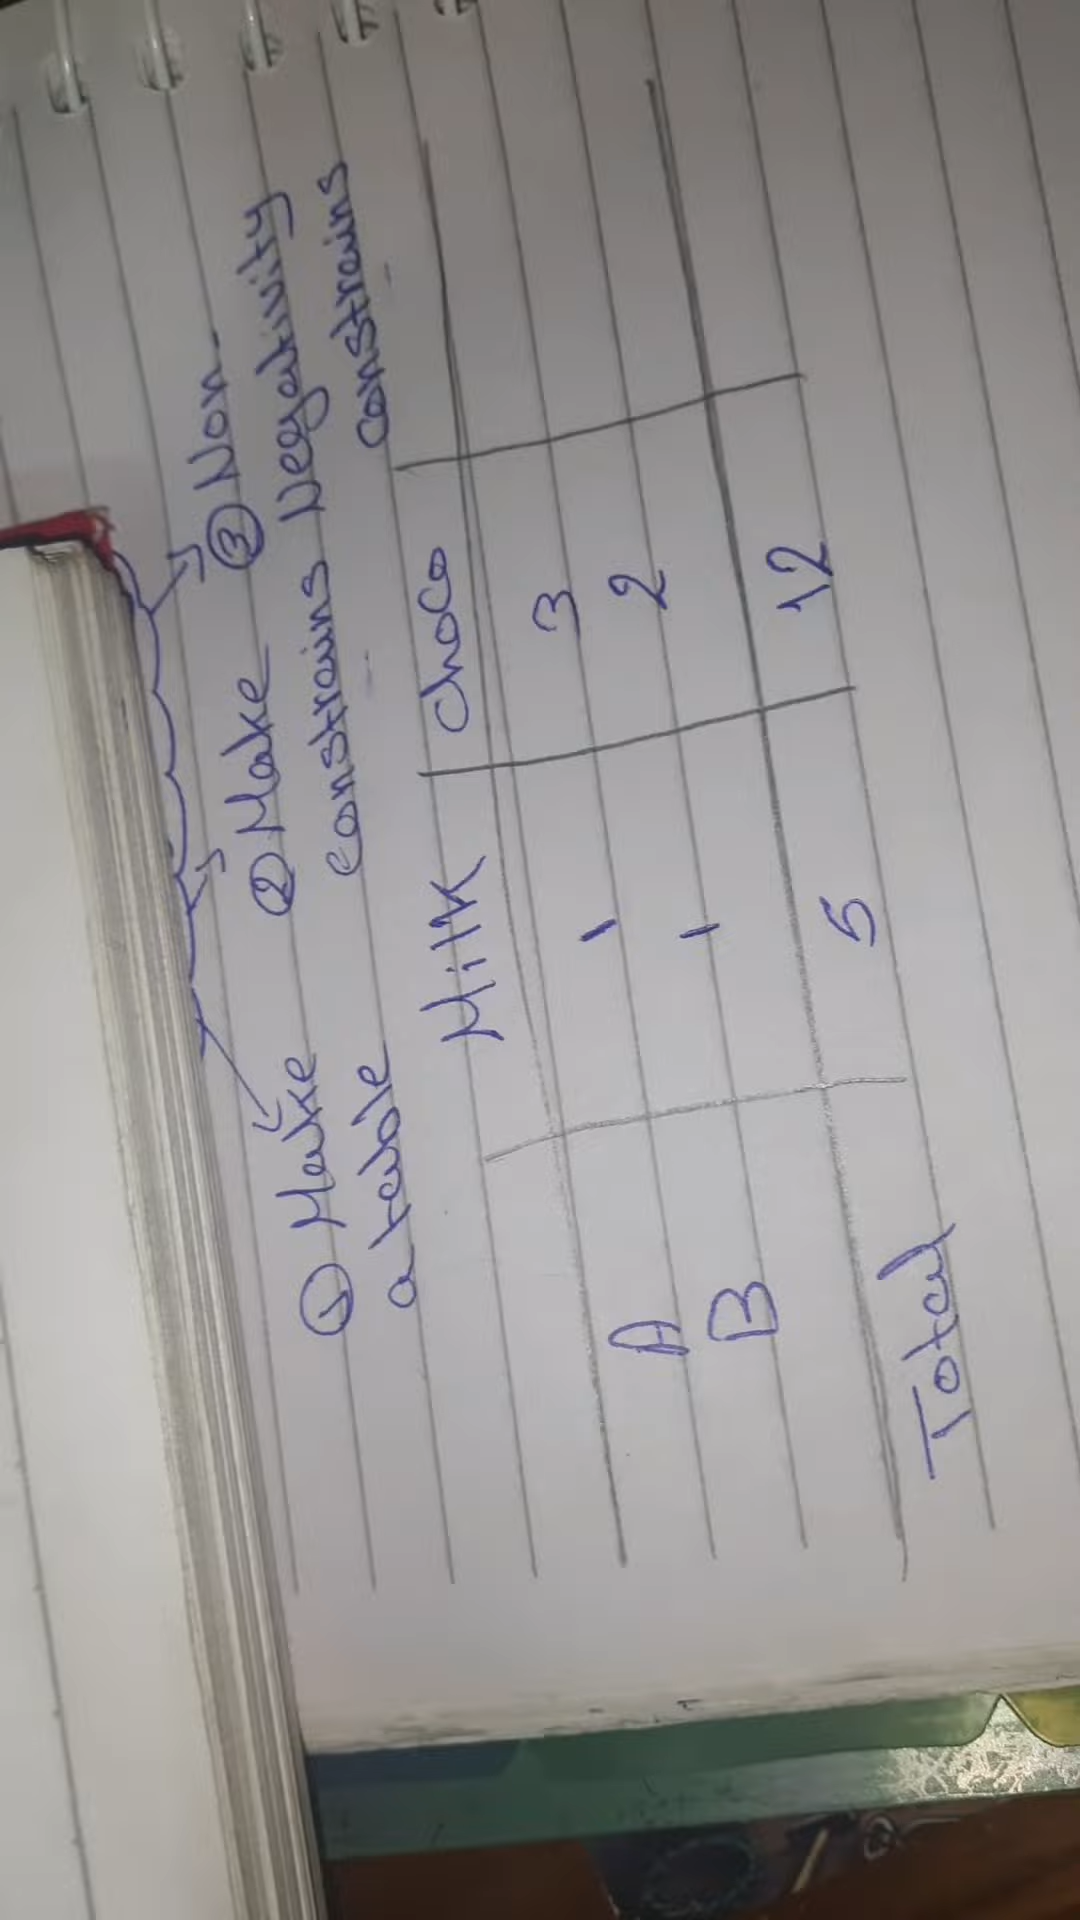 ① Make
a table
② Make
constrains
③ Non-
Negativity
constrains
Milk Choco
A 1 3
B 1 2
Total 5 12